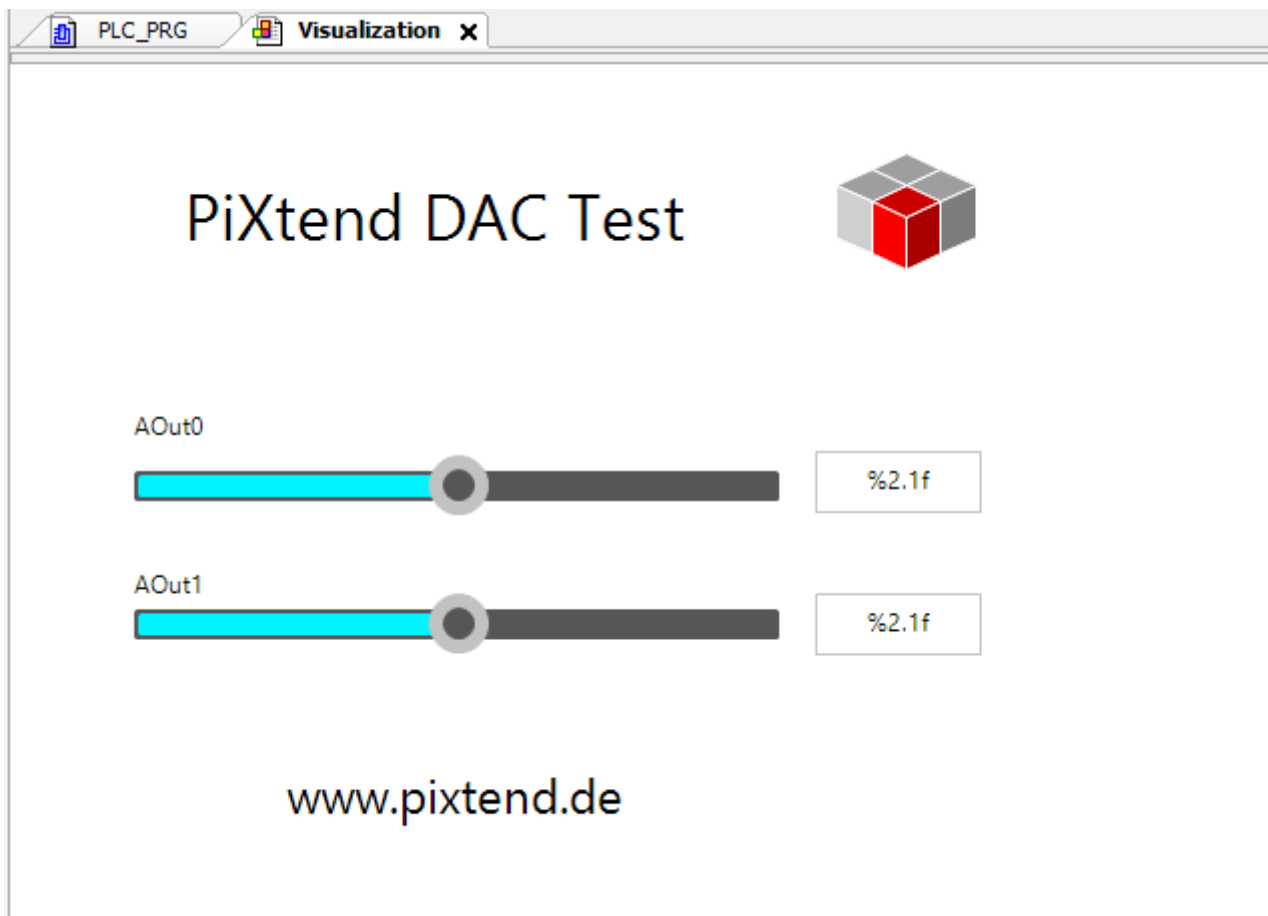 PLC_PRG Visualization
PiXtend DAC Test
AOut0
%2.1f
AOut1
%2.1f
www.pixtend.de